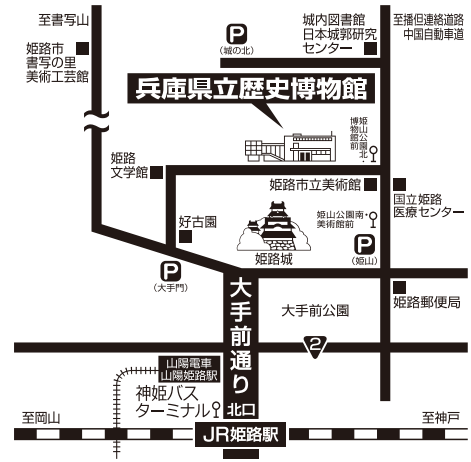 至書写山
姫路市
書写の里
美術工芸館
P
(城の北)
城内図書館
日本城郭研究
センター
至播但連絡道路
中国自動車道
兵庫県立歴史博物館
姫山公園北・
博物館前
姫路
文学館
姫路市立美術館
国立姫路
医療センター
好古園
姫路城
姫山公園南・
美術館前
P
(姫山)
P
(大手門)
姫路郵便局
大手前通り
大手前公園
2
山陽電車
山陽姫路駅
神姫バス
ターミナル
北口
至岡山
JR姫路駅
至神戸